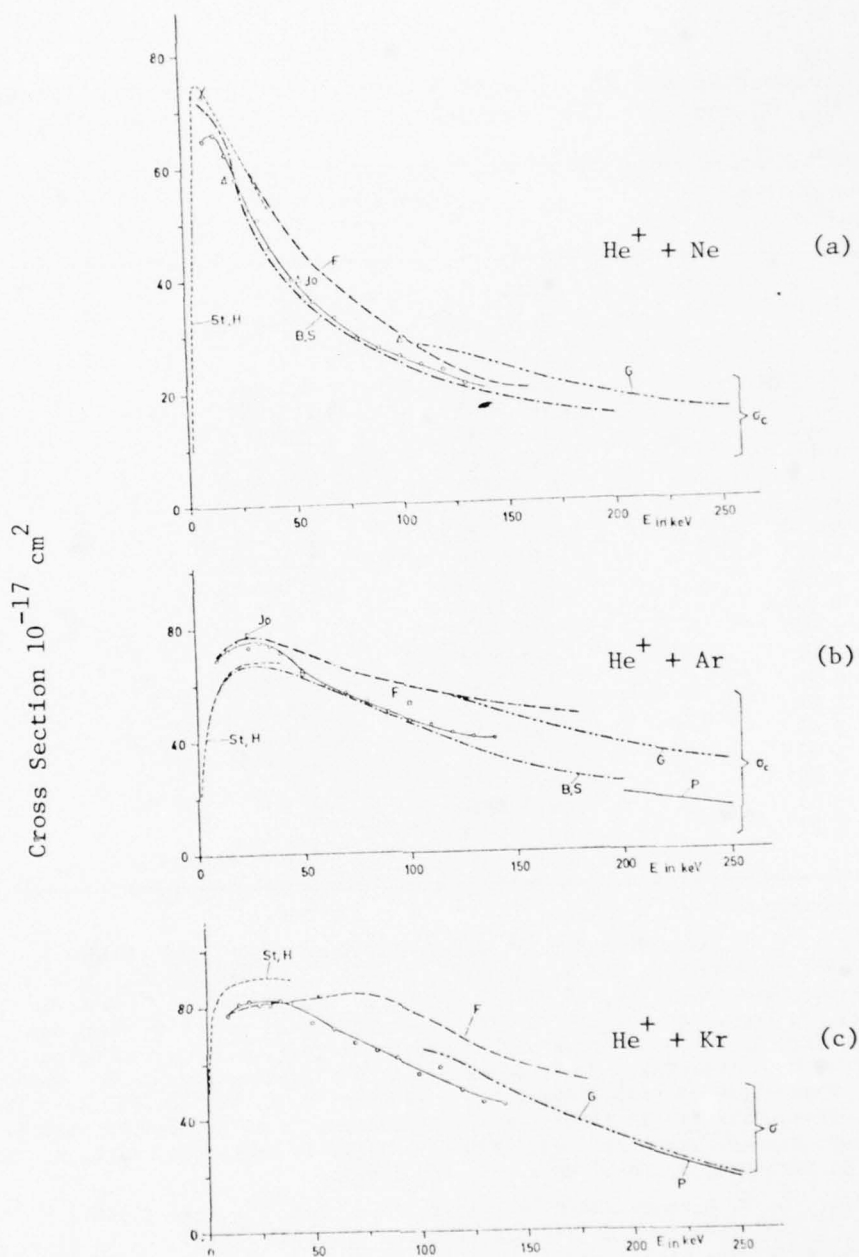 Cross Section 10⁻¹⁷ cm²
80
60
40
20
0
0
50
100
150
200
250
E in keV
He⁺ + Ne
(a)
St,H
Jo
F
B,S
G
σc
80
40
0
0
50
100
150
200
250
E in keV
He⁺ + Ar
(b)
Jo
St,H
F
G
B,S
P
σc
80
40
0
0
50
100
150
200
250
E in keV
He⁺ + Kr
(c)
St,H
F
G
P
σ